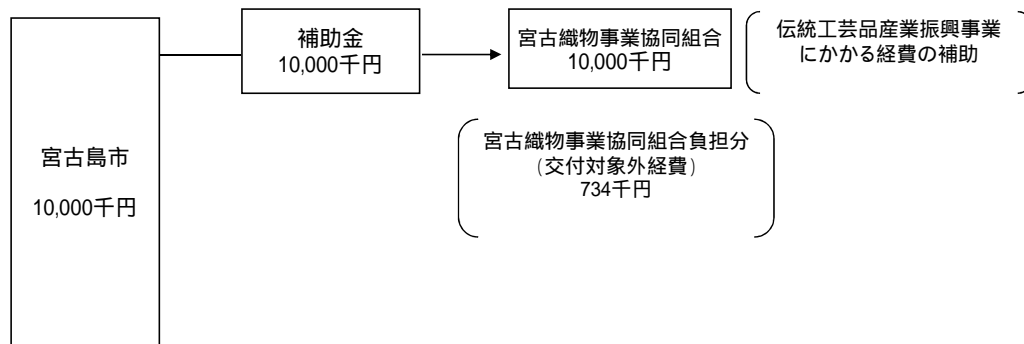 補助金
10,000千円
宮古織物事業協同組合
10,000千円
伝統工芸品産業振興事業
にかかる経費の補助
宮古島市
10,000千円
宮古織物事業協同組合負担分
(交付対象外経費)
734千円